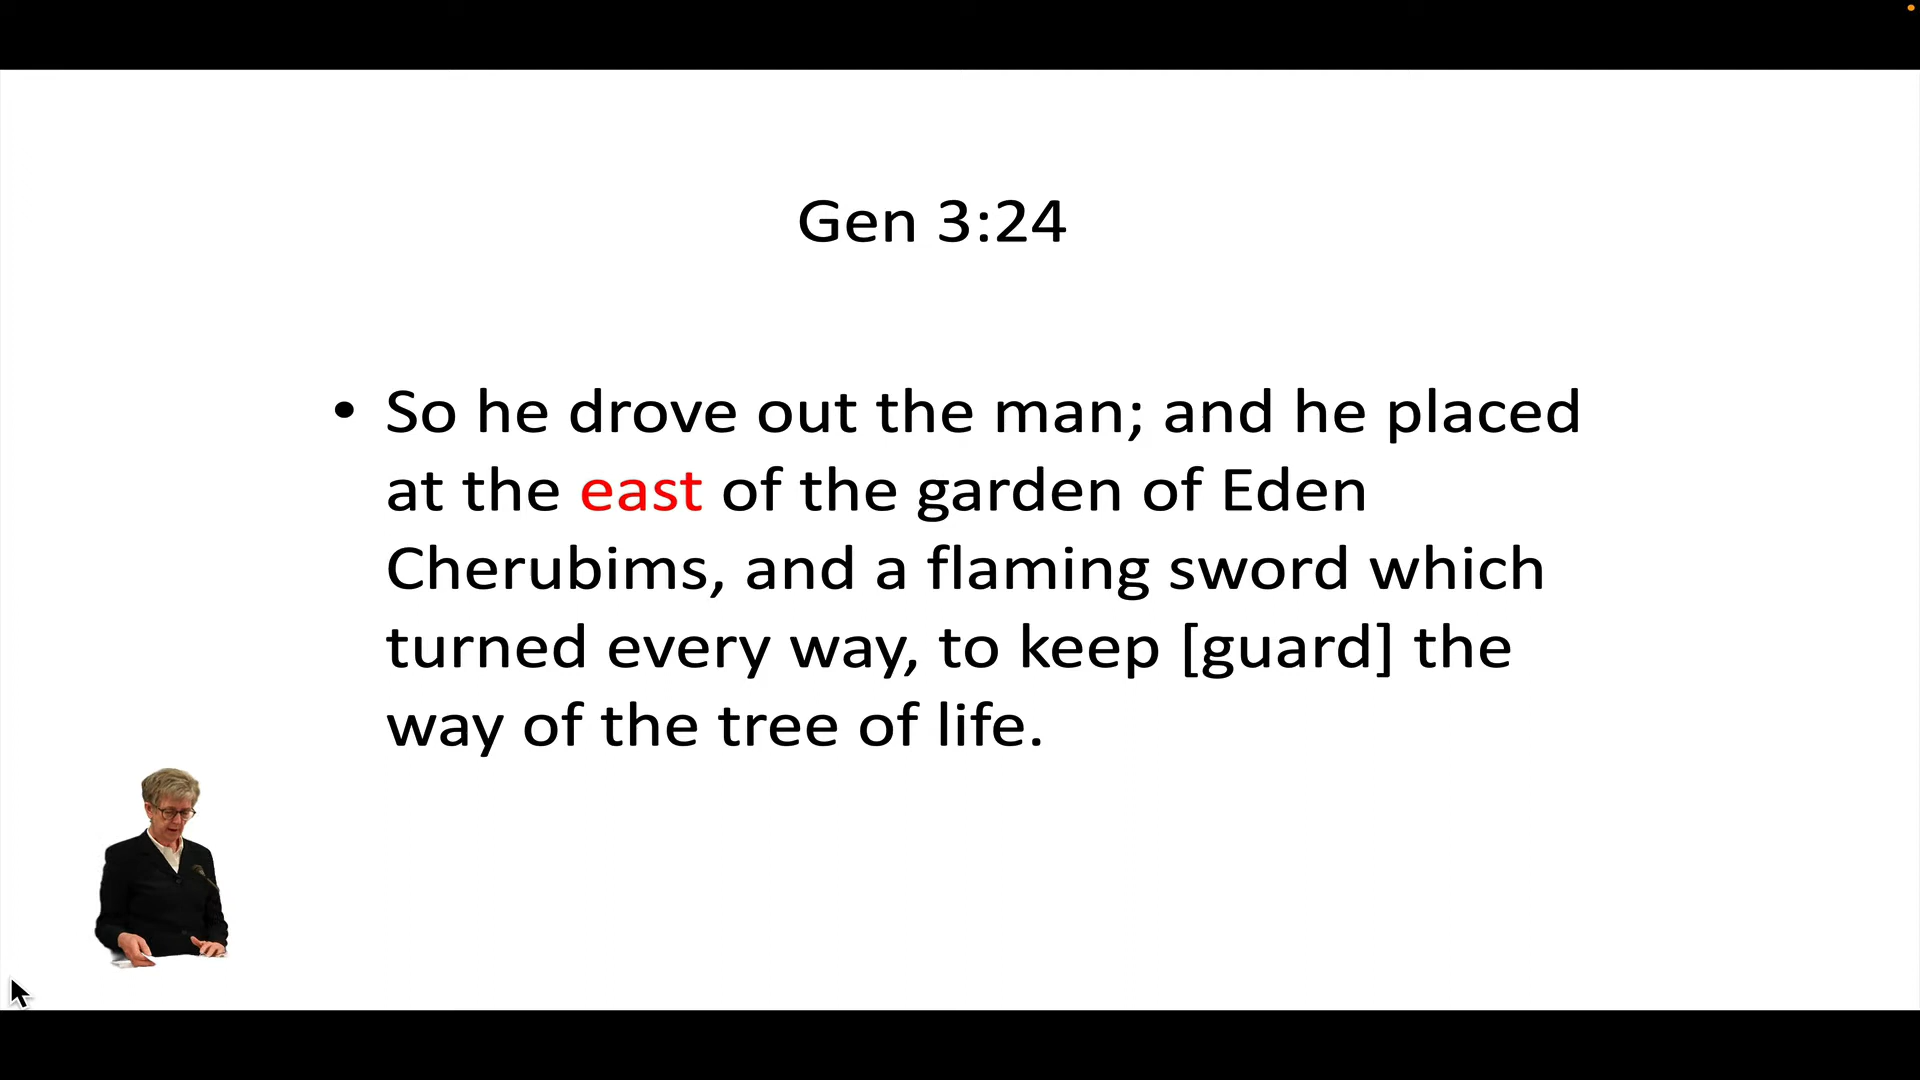 Gen 3:24
• So he drove out the man; and he placed
at the east of the garden of Eden
Cherubims, and a flaming sword which
turned every way, to keep [guard] the
way of the tree of life.